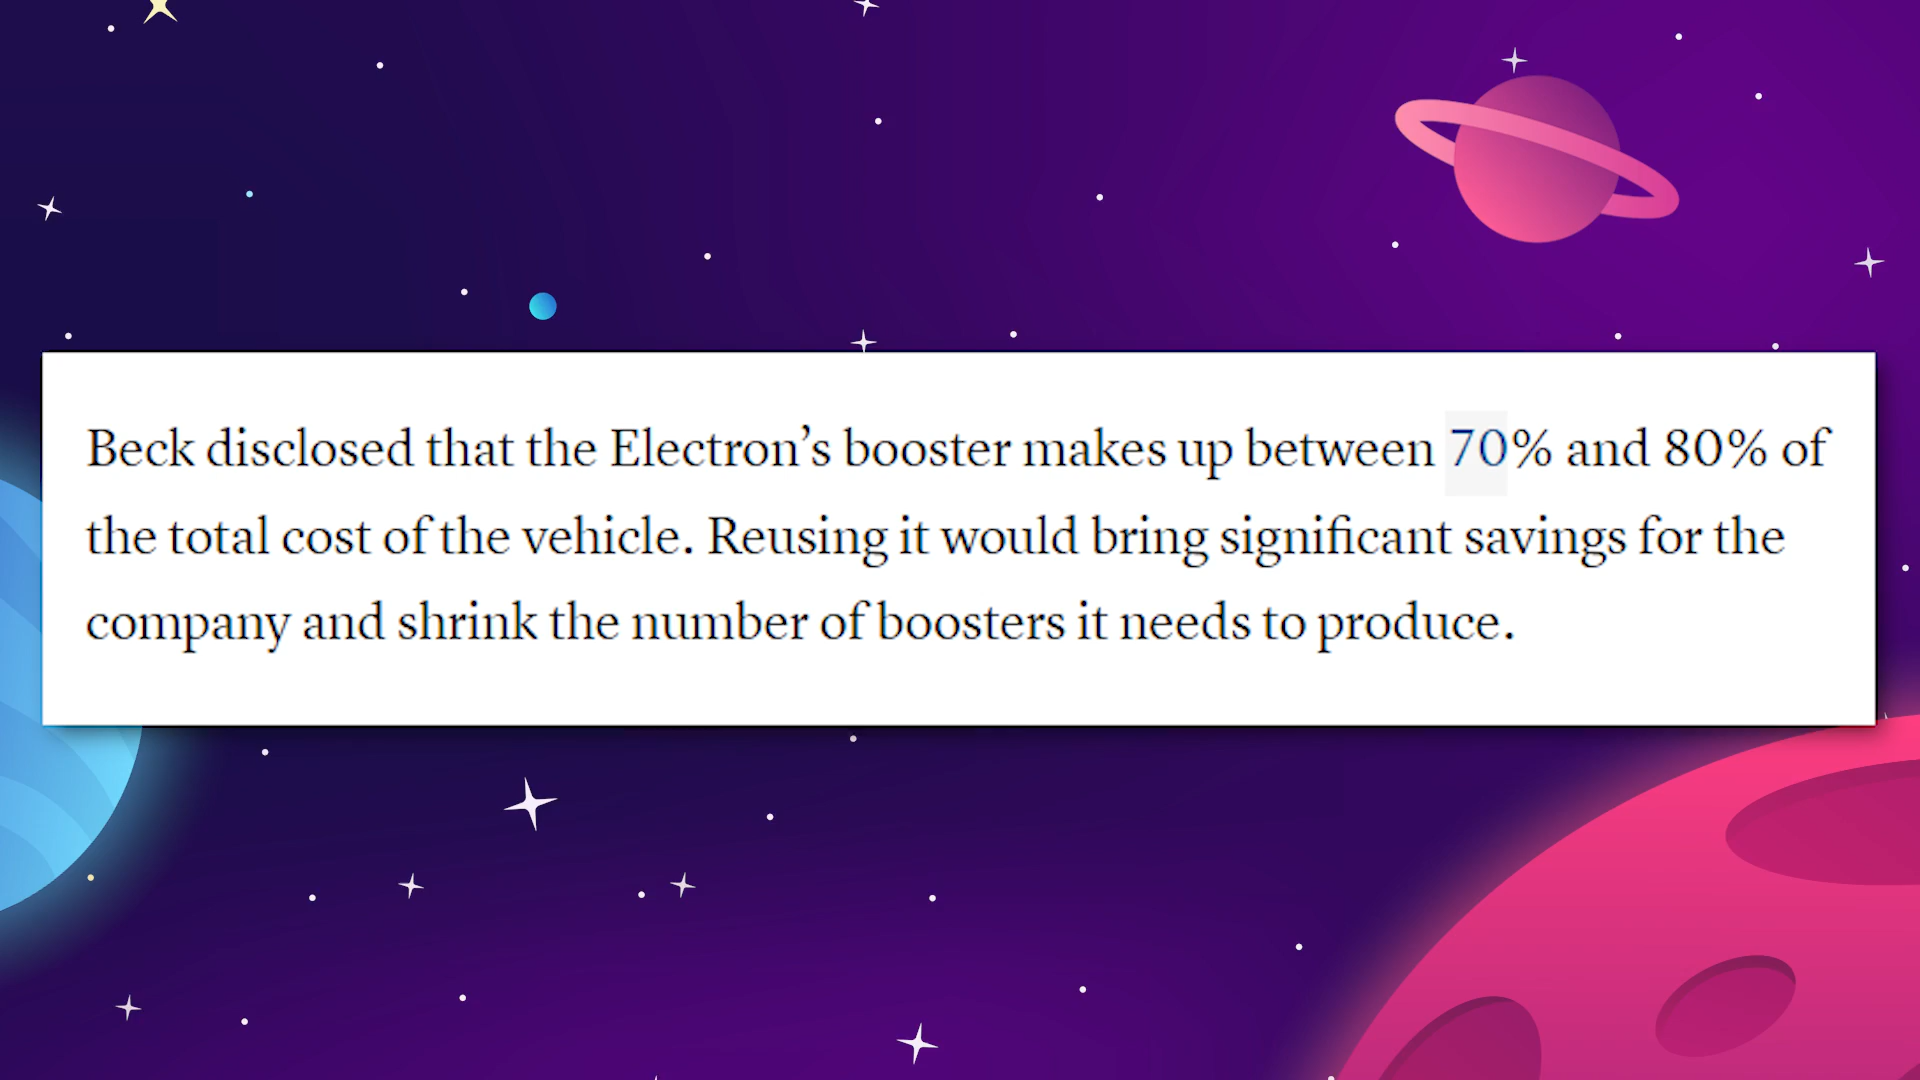 Beck disclosed that the Electron’s booster makes up between 70% and 80% of
the total cost of the vehicle. Reusing it would bring significant savings for the
company and shrink the number of boosters it needs to produce.